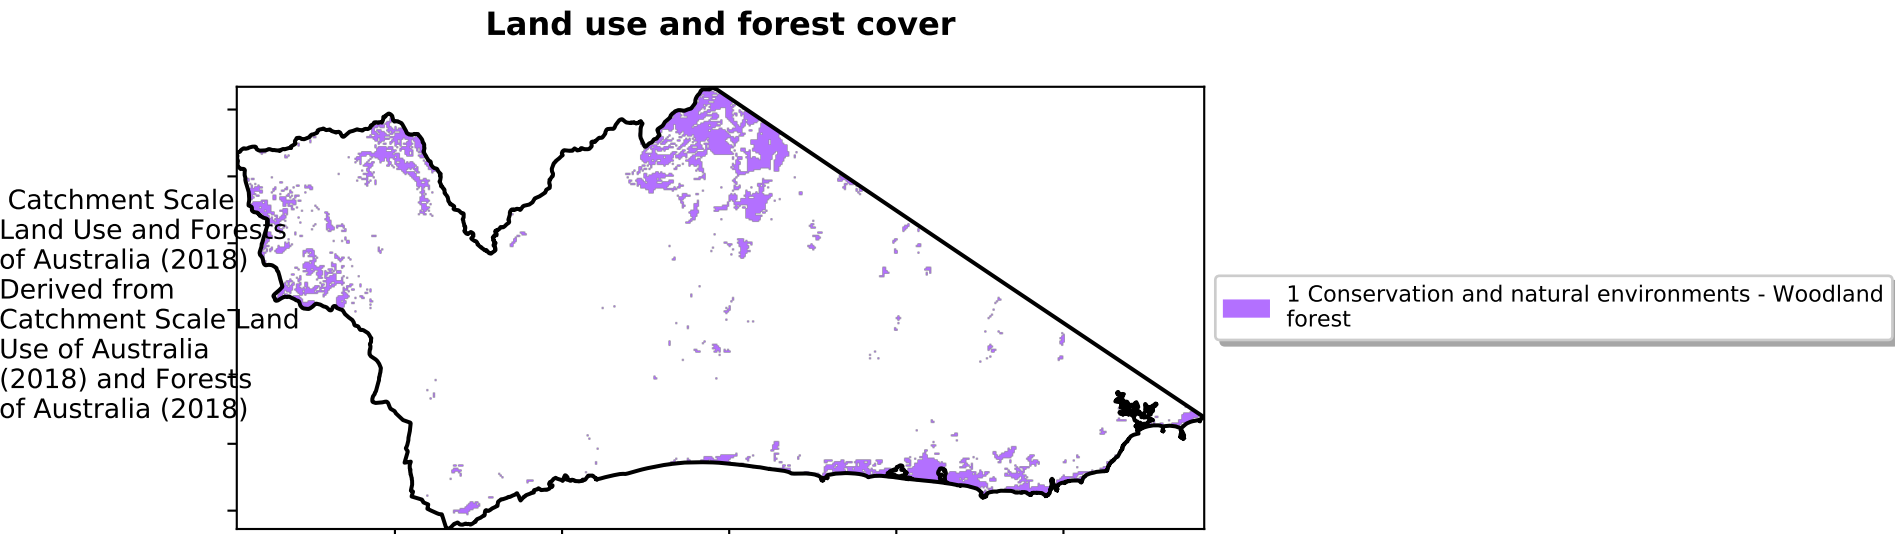 Land use and forest cover
Catchment Scale
Land Use and Forests
of Australia (2018)
Derived from
Catchment Scale Land
Use of Australia
(2018) and Forests
of Australia (2018)
1 Conservation and natural environments - Woodland
forest